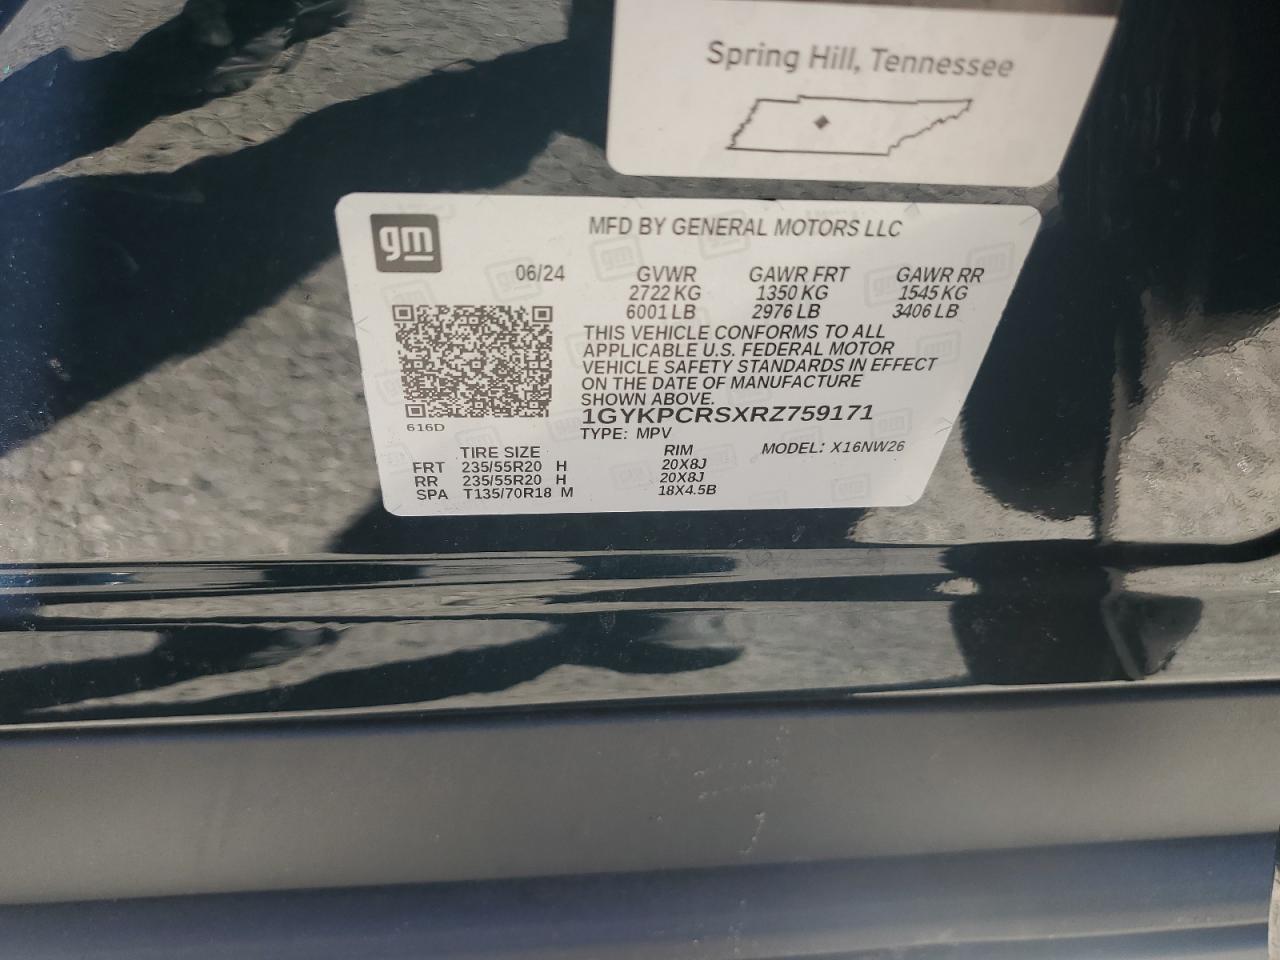 Spring Hill, Tennessee
gm
MFD BY GENERAL MOTORS LLC
06/24 GVWR GAWR FRT GAWR RR
2722 KG 1350 KG 1545 KG
6001 LB 2976 LB 3406 LB
THIS VEHICLE CONFORMS TO ALL
APPLICABLE U.S. FEDERAL MOTOR
VEHICLE SAFETY STANDARDS IN EFFECT
ON THE DATE OF MANUFACTURE
SHOWN ABOVE.
1GYKPCRSXRZ759171
616D
TYPE: MPV
TIRE SIZE RIM MODEL: X16NW26
FRT 235/55R20 H 20X8J
RR 235/55R20 H 20X8J
SPA T135/70R18 M 18X4.5B